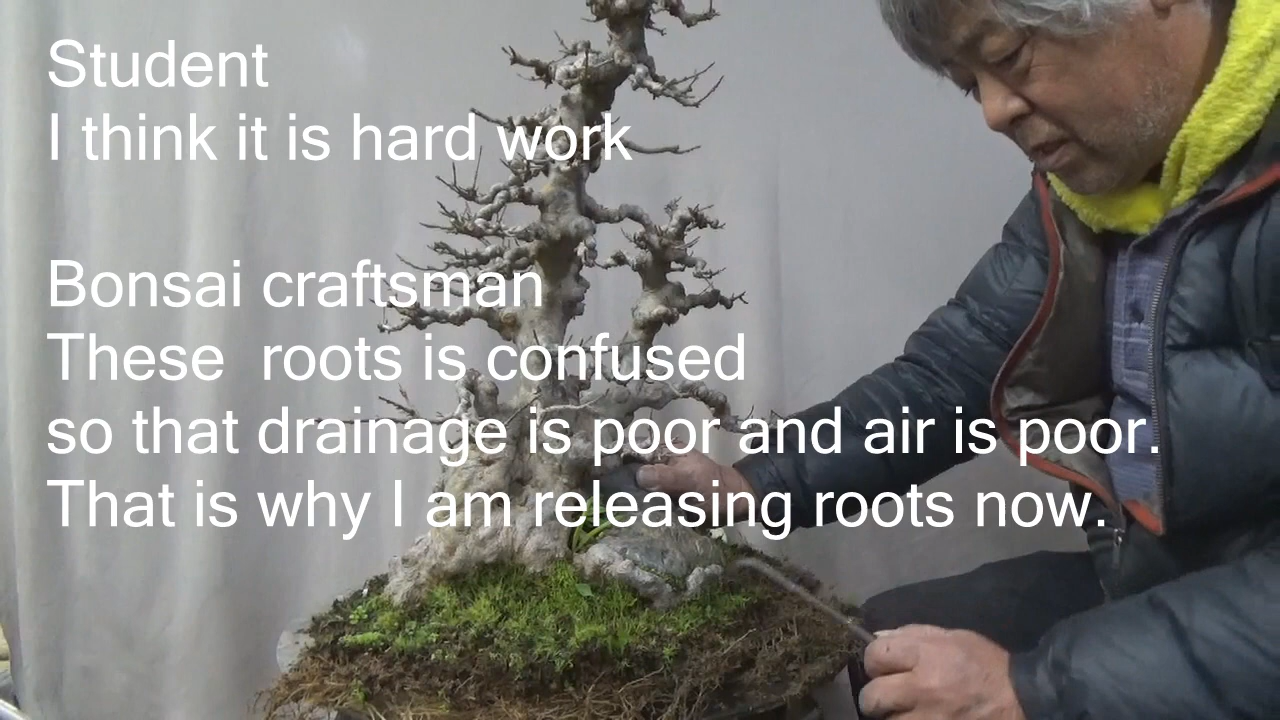 Student
I think it is hard work
Bonsai craftsman
These  roots is confused
so that drainage is poor and air is poor.
That is why I am releasing roots now.